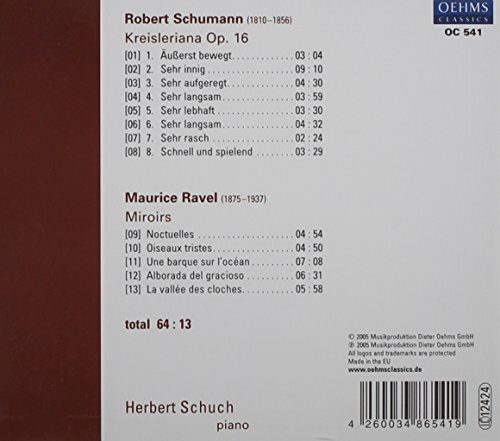 Robert Schumann (1810–1856)
Kreisleriana Op. 16
[01] 1. Äußerst bewegt. . . . . . . . . . . . . 03 : 04
[02] 2. Sehr innig . . . . . . . . . . . . . . . . . 09 : 10
[03] 3. Sehr aufgeregt. . . . . . . . . . . . . 04 : 30
[04] 4. Sehr langsam . . . . . . . . . . . . . . 03 : 59
[05] 5. Sehr lebhaft . . . . . . . . . . . . . . . 03 : 30
[06] 6. Sehr langsam . . . . . . . . . . . . . . 04 : 32
[07] 7. Sehr rasch . . . . . . . . . . . . . . . . 02 : 24
[08] 8. Schnell und spielend . . . . . . . . 03 : 29
OEHMS
CLASSICS
OC 541
Maurice Ravel (1875–1937)
Miroirs
[09] Noctuelles . . . . . . . . . . . . . . . . . . 04 : 54
[10] Oiseaux tristes. . . . . . . . . . . . . . . 04 : 50
[11] Une barque sur l'océan . . . . . . . 07 : 08
[12] Alborada del gracioso . . . . . . . . 06 : 31
[13] La vallée des cloches. . . . . . . . . 05 : 58
total 64 : 13
© 2005 Musikproduktion Dieter Oehms GmbH
℗ 2005 Musikproduktion Dieter Oehms GmbH
All logos and trademarks are protected
Made in the EU
www.oehmsclassics.de
Herbert Schuch
piano
4 260034 865419
LC 12424